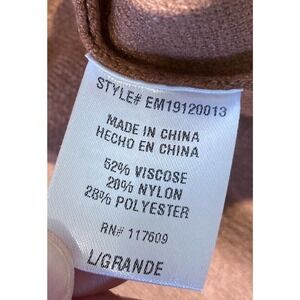 STYLE# EM19120013
MADE IN CHINA
HECHO EN CHINA
52% VISCOSE
20% NYLON
28% POLYESTER
RN# 117609
L/GRANDE